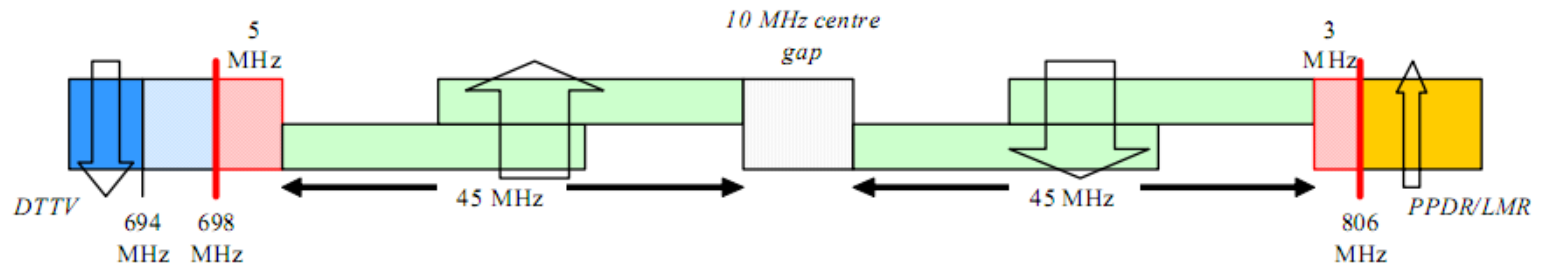 5
MHz
10 MHz centre
gap
3
MHz
DTTV
694
MHz
698
MHz
45 MHz
45 MHz
806
MHz
PPDR/LMR